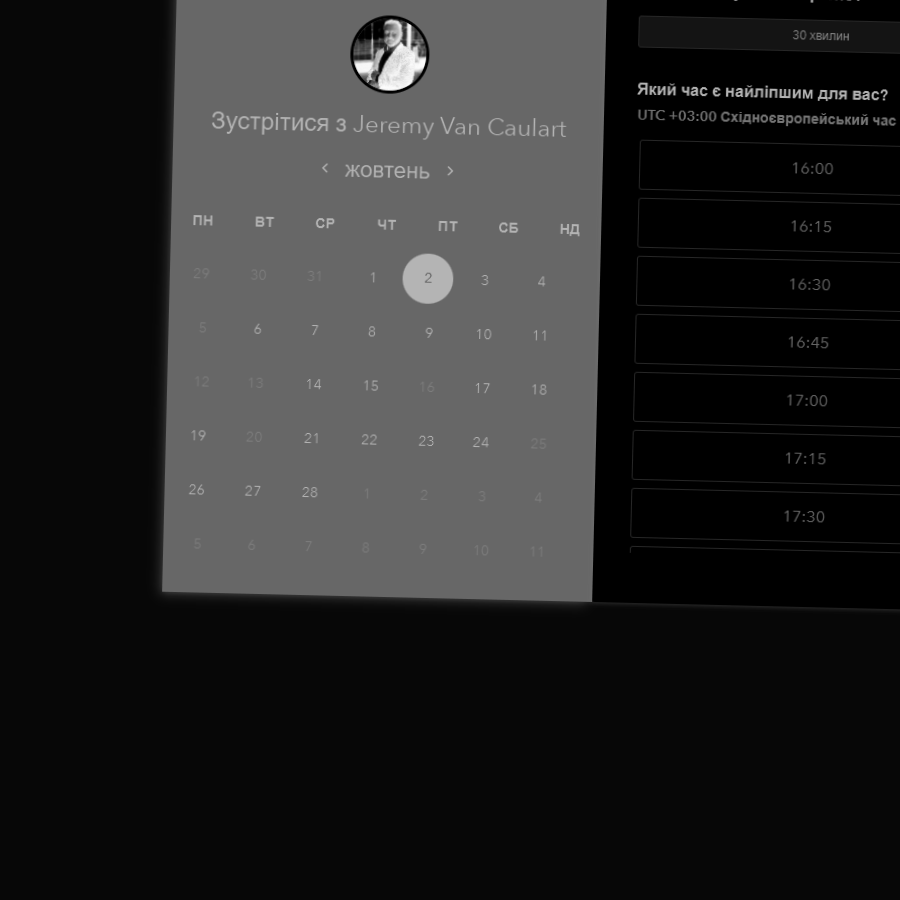 Зустрітися з Jeremy Van Caulart
жовтень
ПН ВТ СР ЧТ ПТ СБ НД
29 30 31 1 2 3 4
5 6 7 8 9 10 11
12 13 14 15 16 17 18
19 20 21 22 23 24 25
26 27 28 1 2 3 4
5 6 7 8 9 10 11
30 хвилин
Який час є найліпшим для вас?
UTC +03:00 Східноєвропейський час
16:00
16:15
16:30
16:45
17:00
17:15
17:30